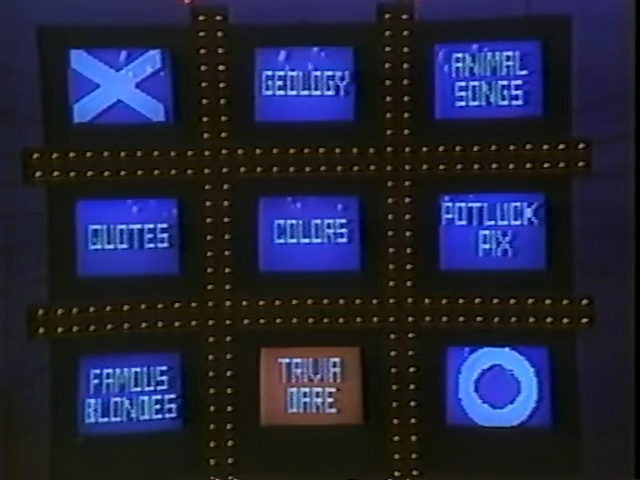 X
GEOLOGY
ANIMAL
SONGS
QUOTES
COLORS
POTLUCK
PIX
FAMOUS
BLONDES
TRIVIA
DARE
O